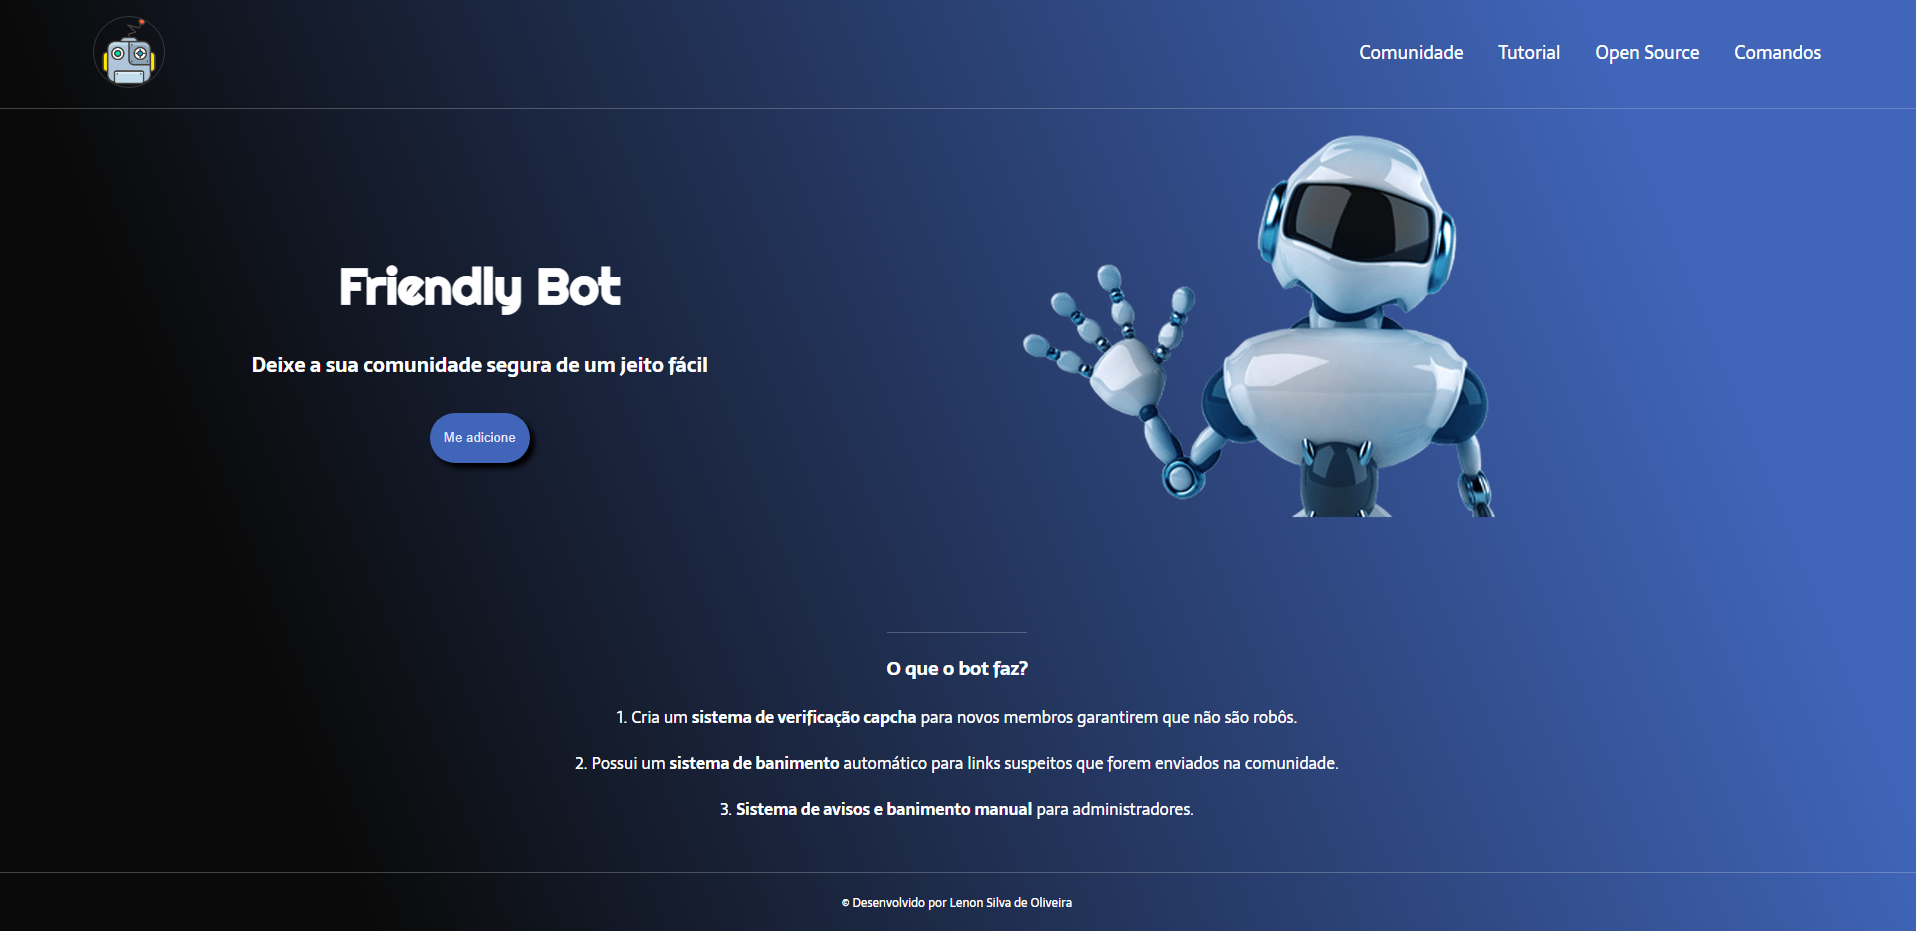 Comunidade Tutorial Open Source Comandos
Friendly Bot
Deixe a sua comunidade segura de um jeito fácil
Me adicione
O que o bot faz?
1. Cria um sistema de verificação capcha para novos membros garantirem que não são robôs.
2. Possui um sistema de banimento automático para links suspeitos que forem enviados na comunidade.
3. Sistema de avisos e banimento manual para administradores.
© Desenvolvido por Lenon Silva de Oliveira